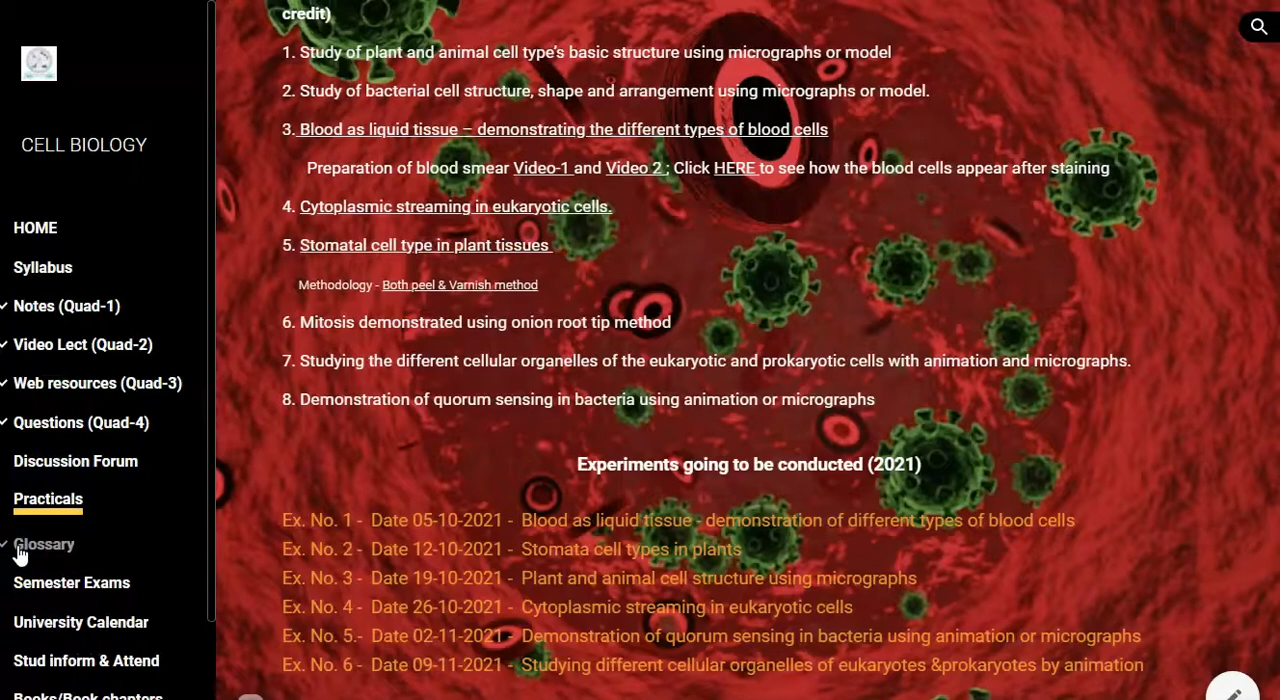 CELL BIOLOGY
HOME
Syllabus
Notes (Quad-1)
Video Lect (Quad-2)
Web resources (Quad-3)
Questions (Quad-4)
Discussion Forum
Practicals
Glossary
Semester Exams
University Calendar
Stud inform & Attend
Books/Book chapters
credit)
1. Study of plant and animal cell type's basic structure using micrographs or model
2. Study of bacterial cell structure, shape and arrangement using micrographs or model.
3. Blood as liquid tissue – demonstrating the different types of blood cells
Preparation of blood smear Video-1 and Video 2 ; Click HERE to see how the blood cells appear after staining
4. Cytoplasmic streaming in eukaryotic cells.
5. Stomatal cell type in plant tissues
Methodology - Both peel & Varnish method
6. Mitosis demonstrated using onion root tip method
7. Studying the different cellular organelles of the eukaryotic and prokaryotic cells with animation and micrographs.
8. Demonstration of quorum sensing in bacteria using animation or micrographs
Experiments going to be conducted (2021)
Ex. No. 1 - Date 05-10-2021 - Blood as liquid tissue - demonstration of different types of blood cells
Ex. No. 2 - Date 12-10-2021 - Stomata cell types in plants
Ex. No. 3 - Date 19-10-2021 - Plant and animal cell structure using micrographs
Ex. No. 4 - Date 26-10-2021 - Cytoplasmic streaming in eukaryotic cells
Ex. No. 5.- Date 02-11-2021 - Demonstration of quorum sensing in bacteria using animation or micrographs
Ex. No. 6 - Date 09-11-2021 - Studying different cellular organelles of eukaryotes &prokaryotes by animation